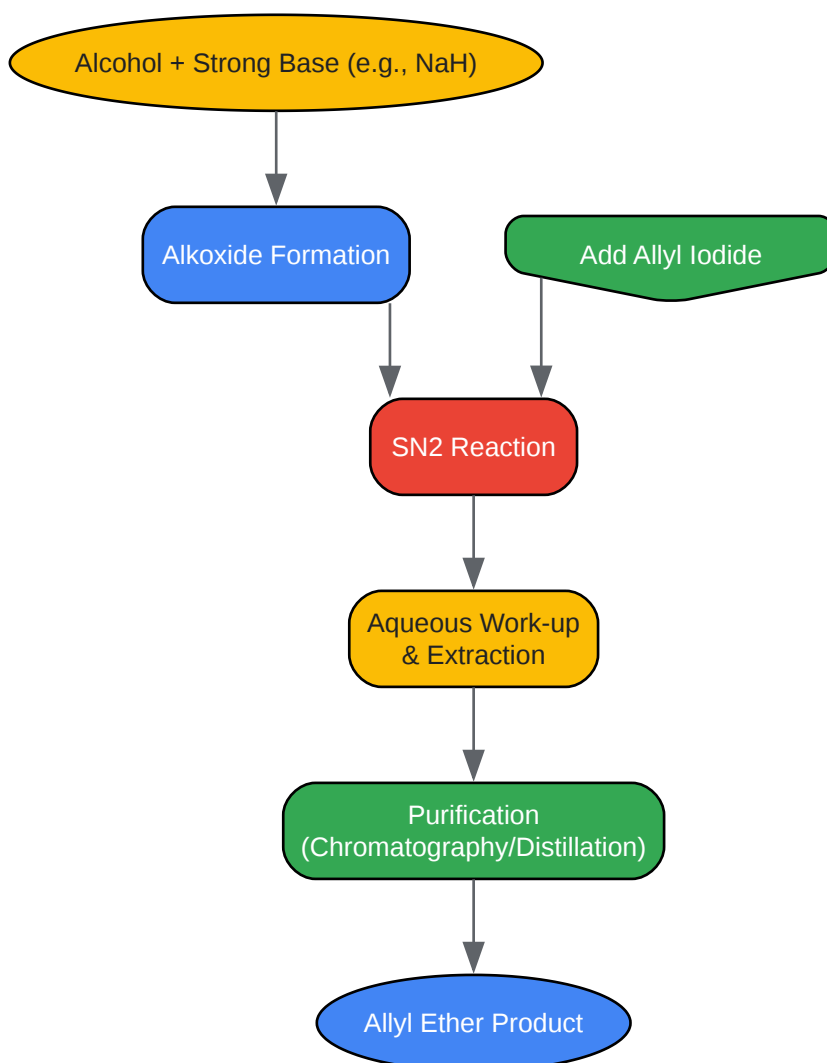 Alcohol + Strong Base (e.g., NaH)
Alkoxide Formation
Add Allyl Iodide
SN2 Reaction
Aqueous Work-up
& Extraction
Purification
(Chromatography/Distillation)
Allyl Ether Product